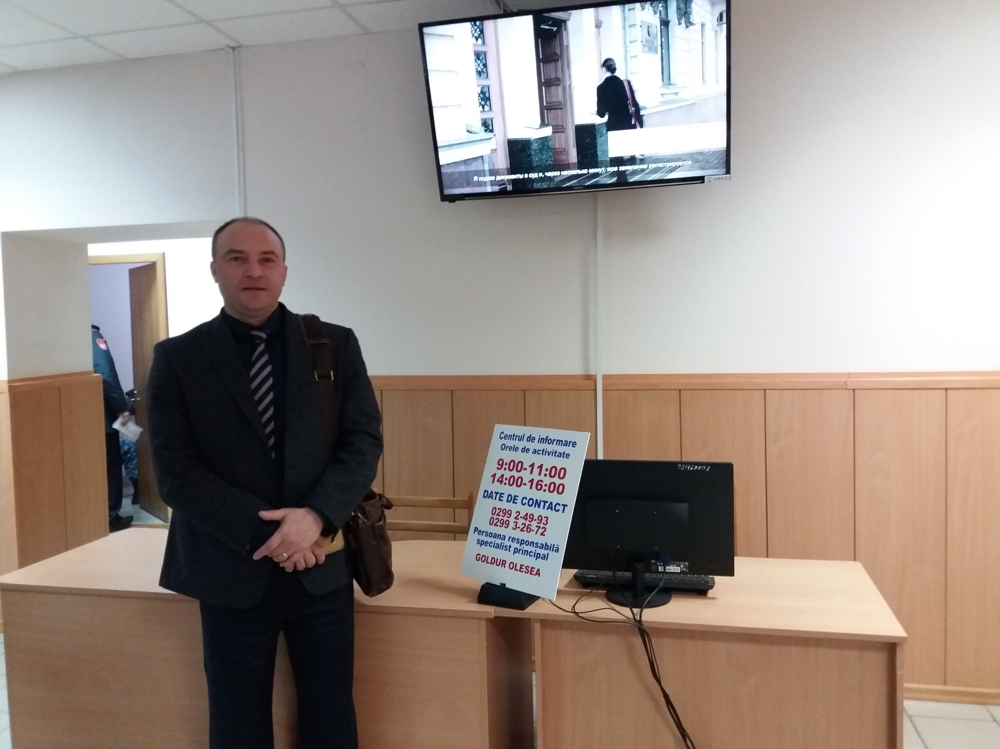 Я подаю документы в суд и, через несколько минут, мое заявление регистрируется
USAID
Centrul de informare
Orele de activitate
9:00-11:00
14:00-16:00
DATE DE CONTACT
0299 2-49-93
0299 3-26-72
Persoana responsabilă
specialist principal
GOLDUR OLESEA